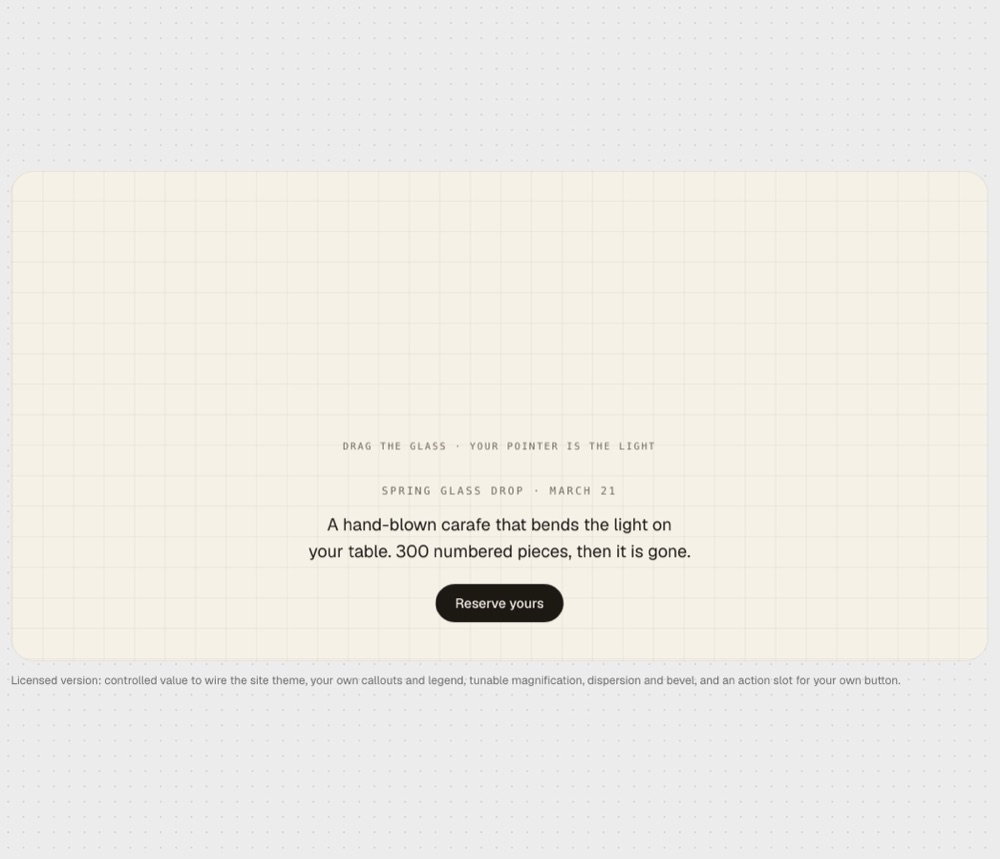 DRAG THE GLASS · YOUR POINTER IS THE LIGHT
SPRING GLASS DROP · MARCH 21
A hand-blown carafe that bends the light on
your table. 300 numbered pieces, then it is gone.
Reserve yours
Licensed version: controlled value to wire the site theme, your own callouts and legend, tunable magnification, dispersion and bevel, and an action slot for your own button.